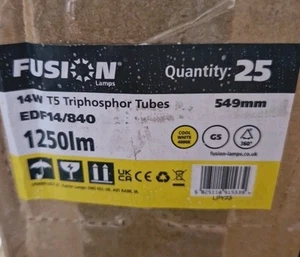 FUSION
Lamps
Quantity: 25
14W T5 Triphosphor Tubes
549mm
EDF14/840
1250lm
COOL
WHITE
4000K
G5
360°
fusion-lamps.co.uk
UK
CA
CE